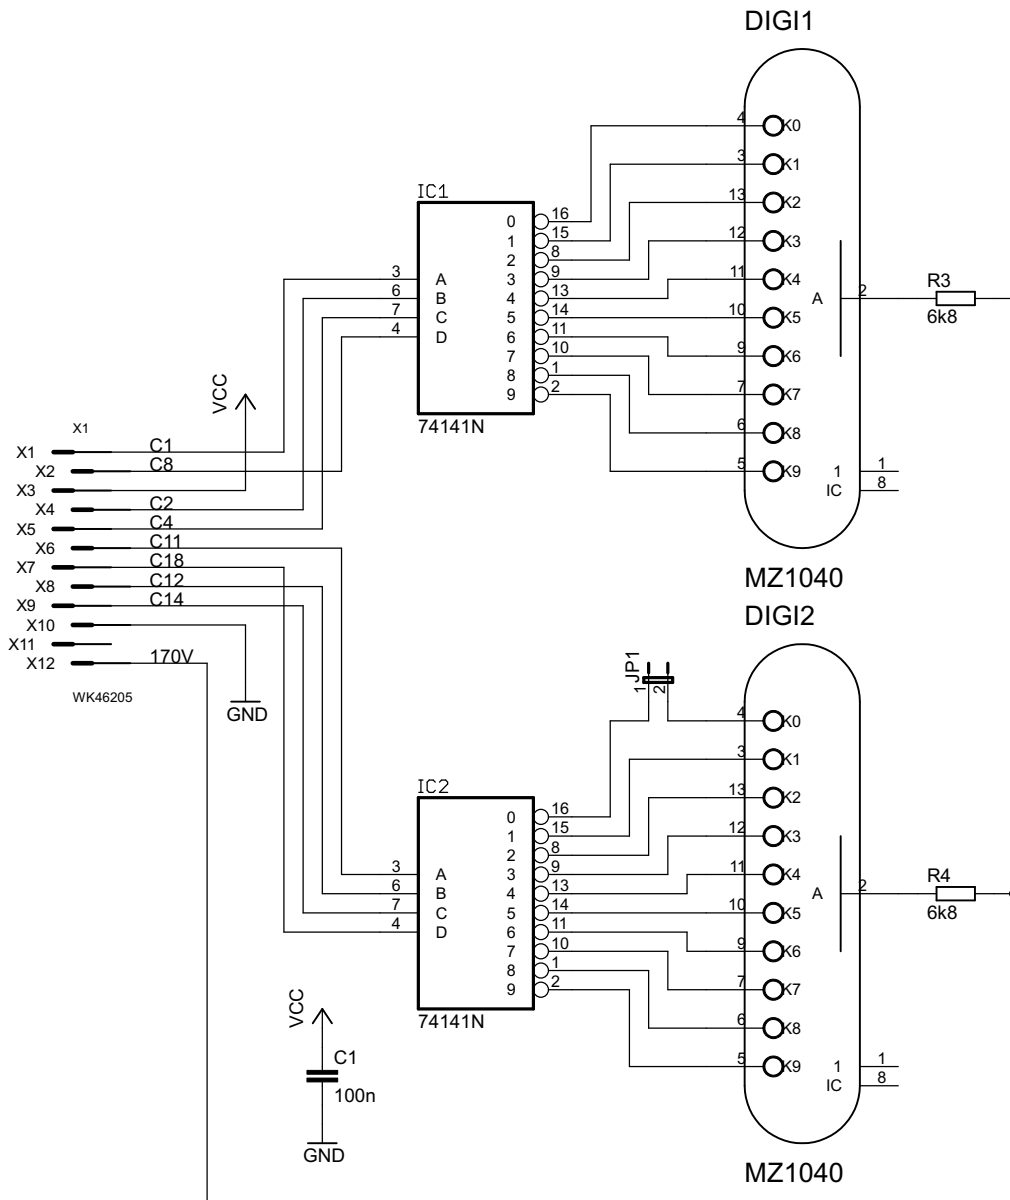 DIGI1
4 K0
3 K1
13 K2
12 K3
11 K4
10 K5
9 K6
7 K7
6 K8
5 K9
A 2
1 1
IC 8
MZ1040
R3
6k8
IC1
3 A
6 B
7 C
4 D
0 16
1 15
2 8
3 9
4 13
5 14
6 11
7 10
8 1
9 2
74141N
VCC
X1
X1 C1
X2 C8
X3
X4 C2
X5 C4
X6 C11
X7 C18
X8 C12
X9 C14
X10
X11
X12 170V
WK46205
GND
DIGI2
JP1
1
2
4 K0
3 K1
13 K2
12 K3
11 K4
10 K5
9 K6
7 K7
6 K8
5 K9
A 2
1 1
IC 8
MZ1040
R4
6k8
IC2
3 A
6 B
7 C
4 D
0 16
1 15
2 8
3 9
4 13
5 14
6 11
7 10
8 1
9 2
74141N
VCC
C1
100n
GND